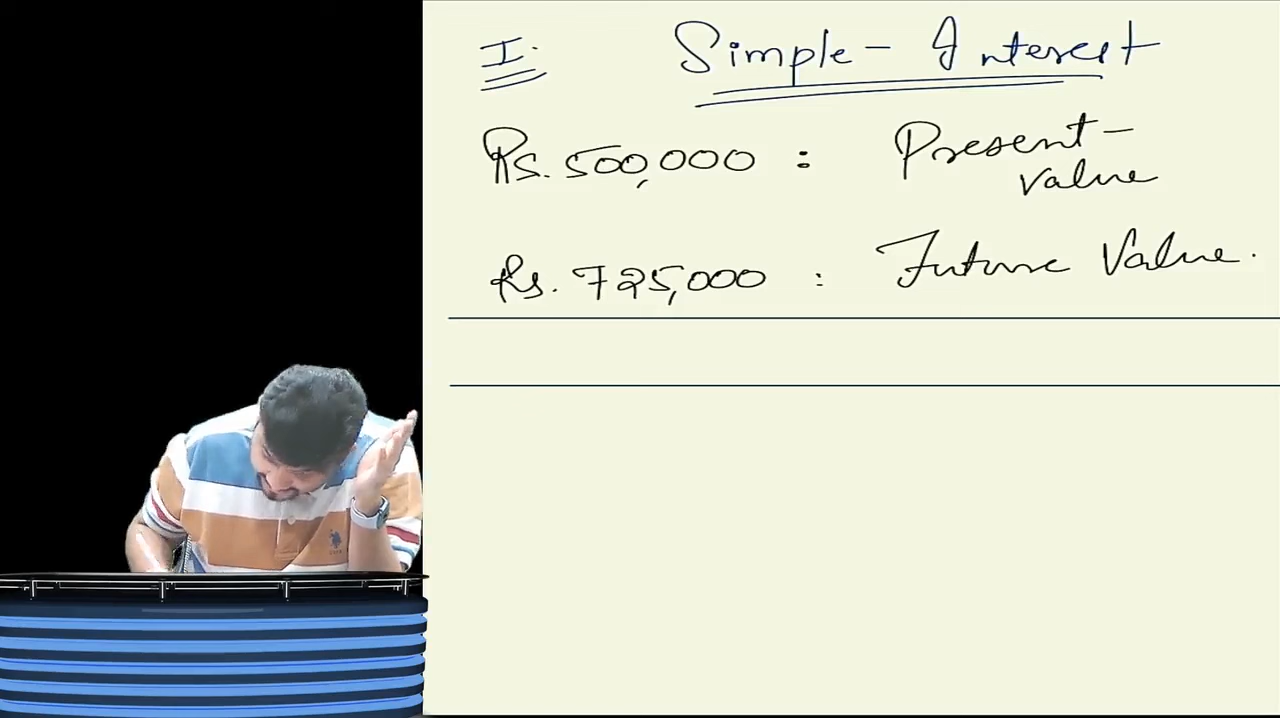 I. Simple-Interest
Rs. 500,000 : Present-
value
Rs. 725,000 : Future Value.